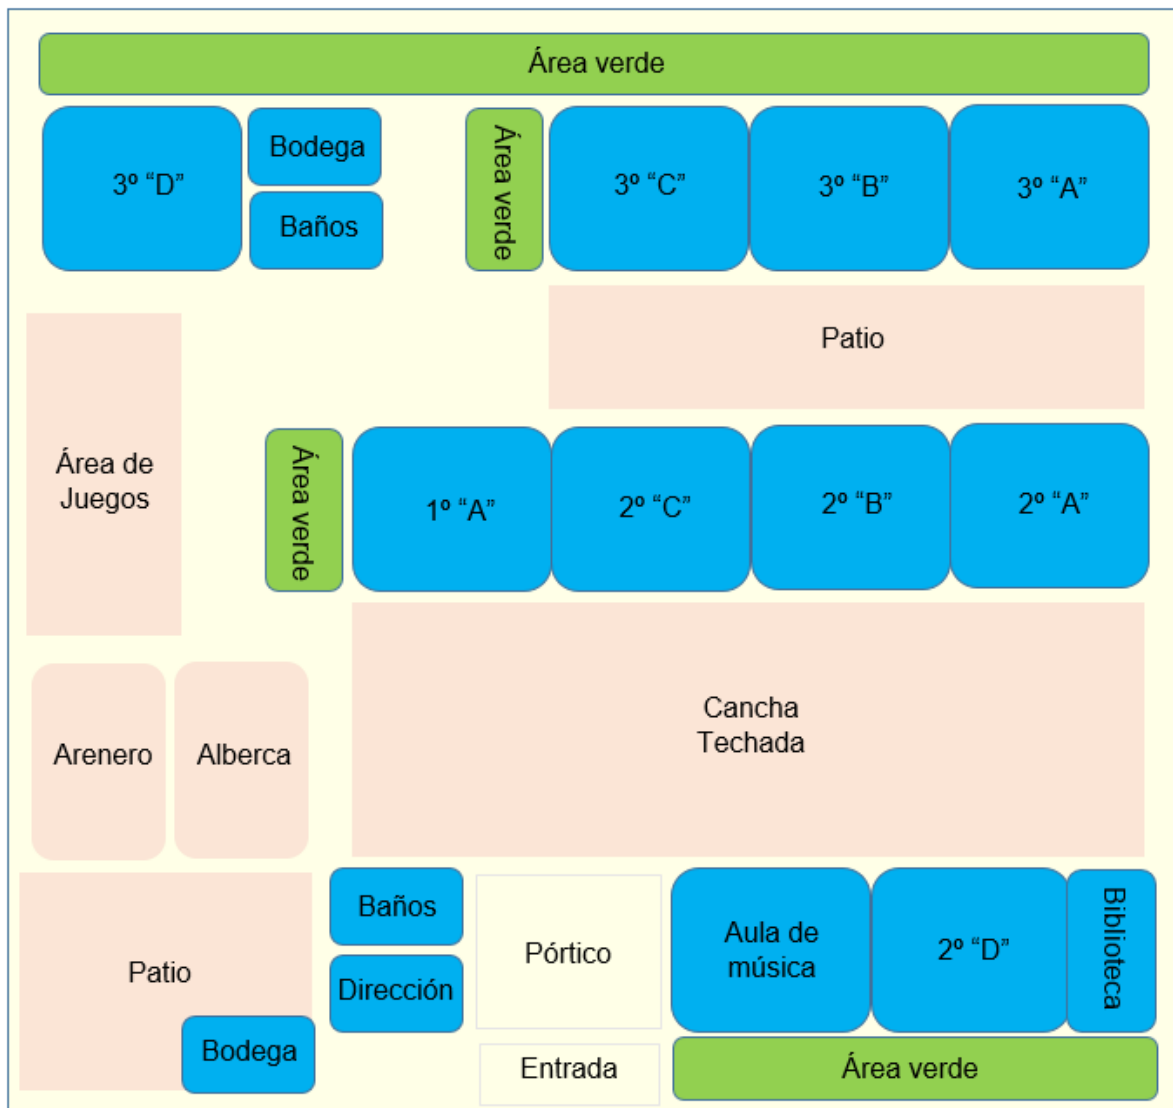 Área verde
3º “D”
Bodega
Baños
Área verde
3º “C”
3º “B”
3º “A”
Patio
Área de
Juegos
Área verde
1º “A”
2º “C”
2º “B”
2º “A”
Arenero
Alberca
Cancha
Techada
Patio
Bodega
Baños
Dirección
Pórtico
Entrada
Aula de
música
2º “D”
Biblioteca
Área verde